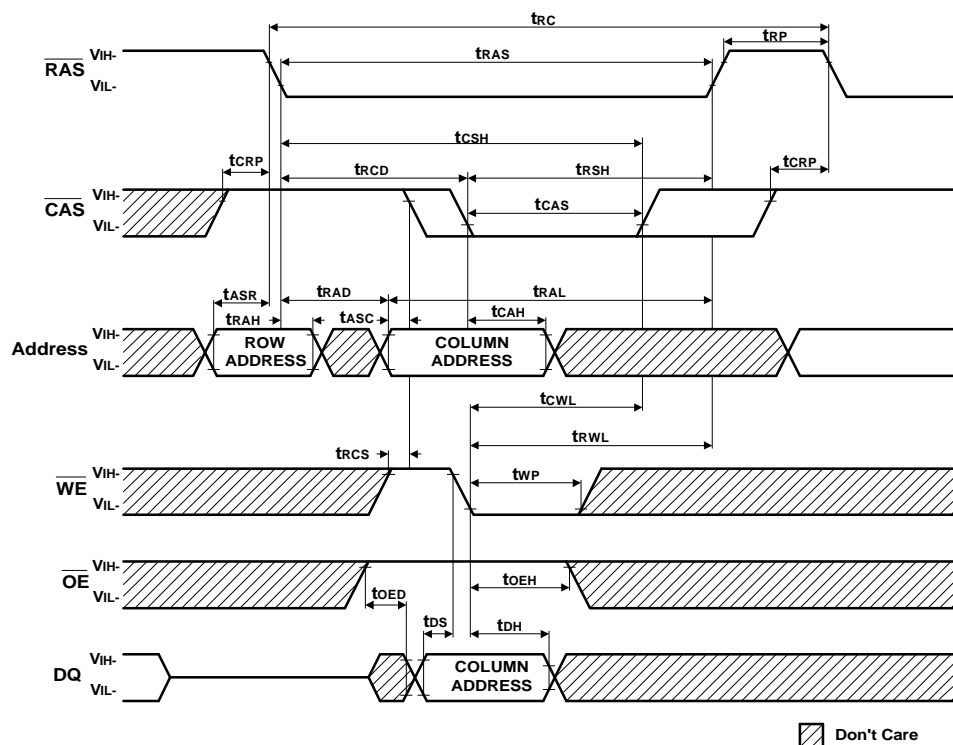 tRC
tRP
VIH-
RAS
tRAS
VIL-
tCSH
tCRP
tRCD
tRSH
tCRP
VIH-
CAS
tCAS
VIL-
tASR
tRAD
tRAL
tRAH
tASC
tCAH
VIH-
Address
ROW
ADDRESS
COLUMN
ADDRESS
VIL-
tCWL
tRWL
tRCS
VIH-
WE
tWP
VIL-
VIH-
OE
tOEH
VIL-
tOED
tDS
tDH
VIH-
DQ
COLUMN
ADDRESS
VIL-
Don't Care